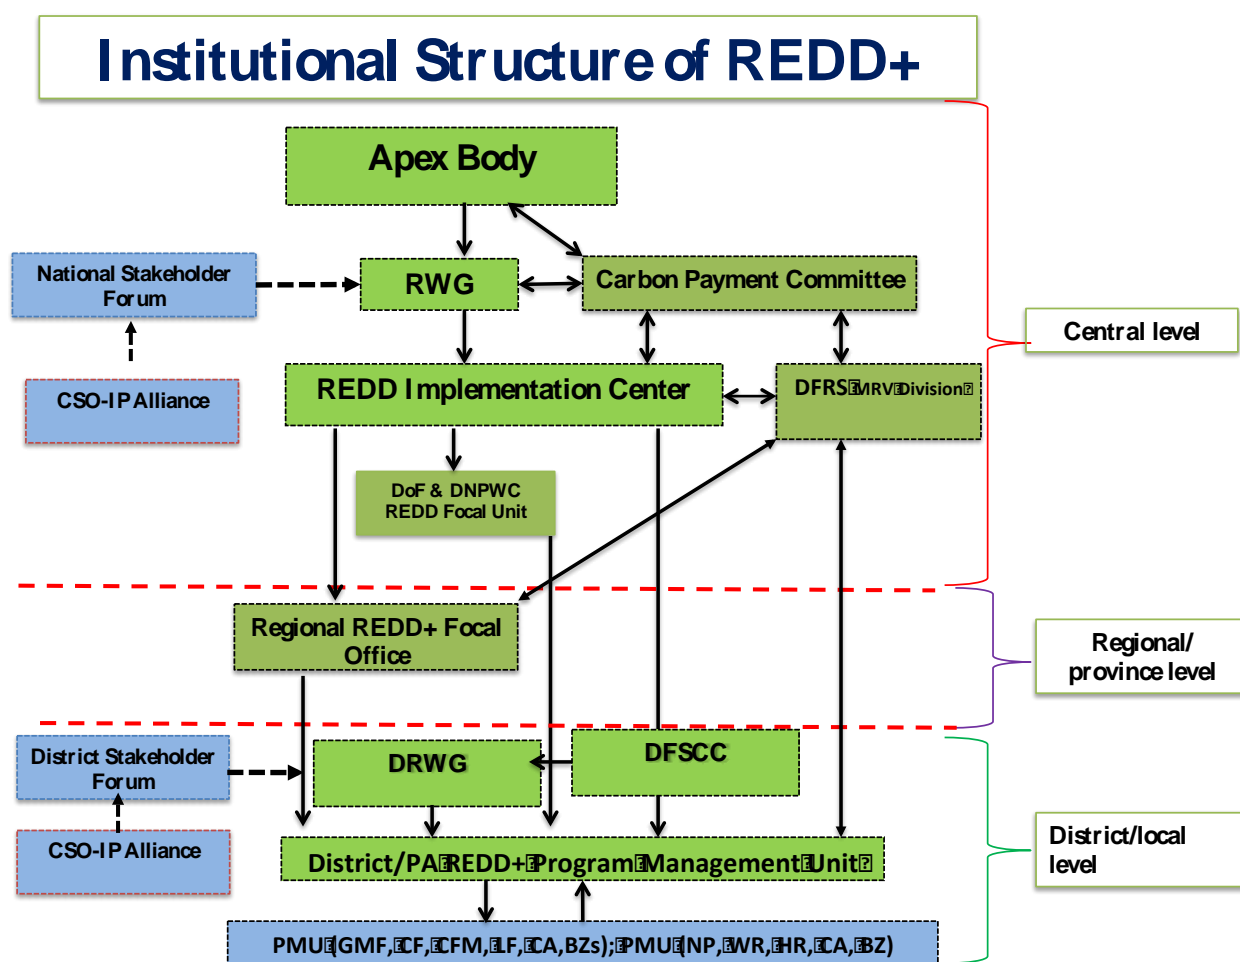 Institutional Structure of REDD+
Apex Body
National Stakeholder
Forum
RWG
Carbon Payment Committee
Central level
CSO-IP Alliance
REDD Implementation Center
DFRS MRV Division
DoF & DNPWC
REDD Focal Unit
Regional REDD+ Focal
Office
Regional/
province level
District Stakeholder
Forum
DRWG
DFSCC
CSO-IP Alliance
District/PA REDD+ Program Management Unit
District/local
level
PMU (GMF, CF, CFM, LF, CA,BZs); PMU (NP, WR, HR, CA, BZ)